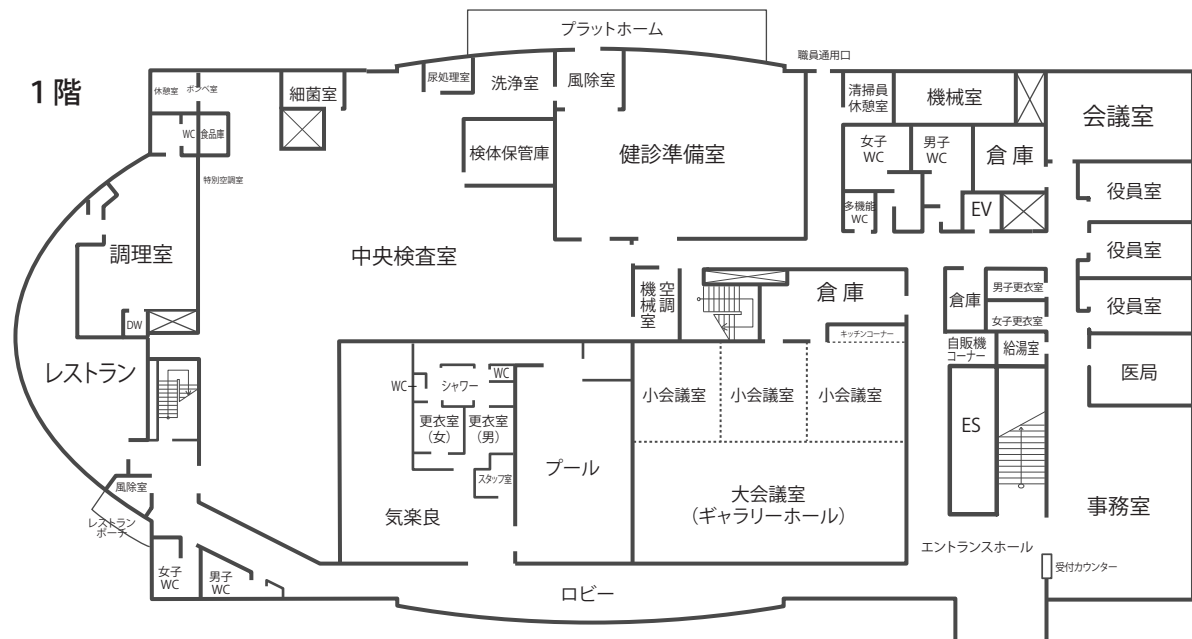 プラットホーム
1階
職員通用口
休憩室
ボンベ室
細菌室
尿処理室
洗浄室
風除室
清掃員
休憩室
機械室
会議室
WC
食品庫
検体保管庫
健診準備室
女子
WC
男子
WC
倉庫
特別空調室
役員室
多機能
WC
EV
調理室
中央検査室
役員室
空調
機械室
倉庫
倉庫
男子更衣室
役員室
DW
女子更衣室
キッチンコーナー
自販機
コーナー
給湯室
レストラン
WC
シャワー
WC
小会議室
小会議室
小会議室
医局
更衣室
(女)
更衣室
(男)
ES
プール
スタッフ室
風除室
大会議室
(ギャラリーホール)
事務室
気楽良
レストラン
ポーチ
エントランスホール
受付カウンター
女子
WC
男子
WC
ロビー